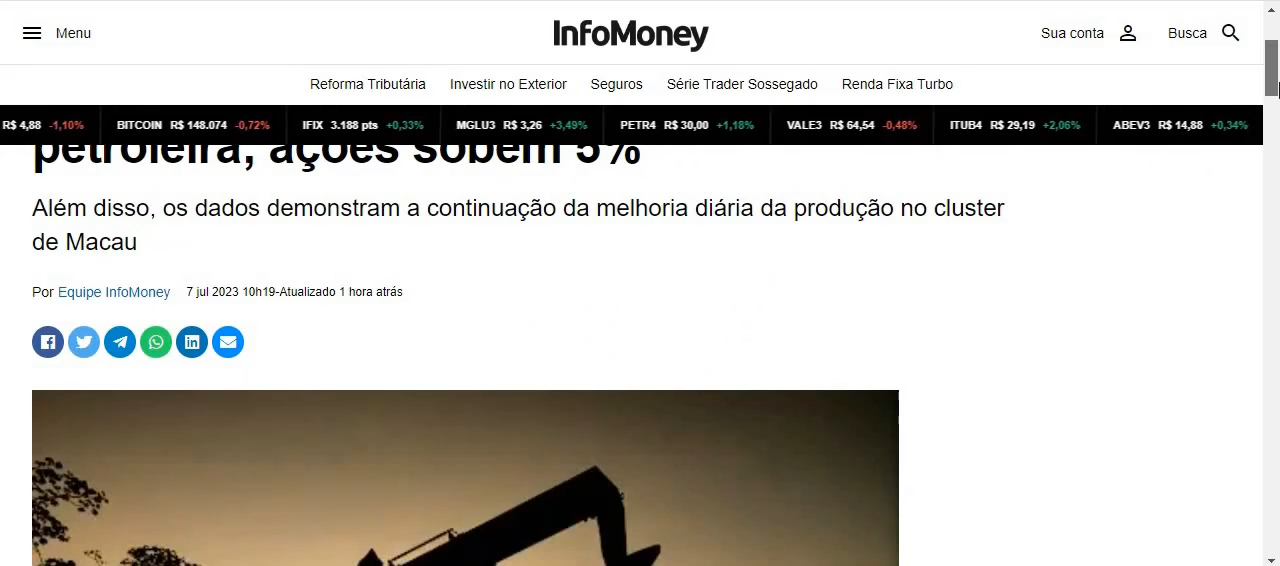 Menu
InfoMoney
Sua conta
Busca
Reforma Tributária Investir no Exterior Seguros Série Trader Sossegado Renda Fixa Turbo
R$ 4,88 -1,10% BITCOIN R$ 148.074 -0,72% IFIX 3.188 pts +0,33% MGLU3 R$ 3,26 +3,49% PETR4 R$ 30,00 +1,18% VALE3 R$ 64,54 -0,48% ITUB4 R$ 29,19 +2,06% ABEV3 R$ 14,88 +0,34%
petroleira; ações sobem 5%
Além disso, os dados demonstram a continuação da melhoria diária da produção no cluster
de Macau
Por Equipe InfoMoney 7 jul 2023 10h19-Atualizado 1 hora atrás